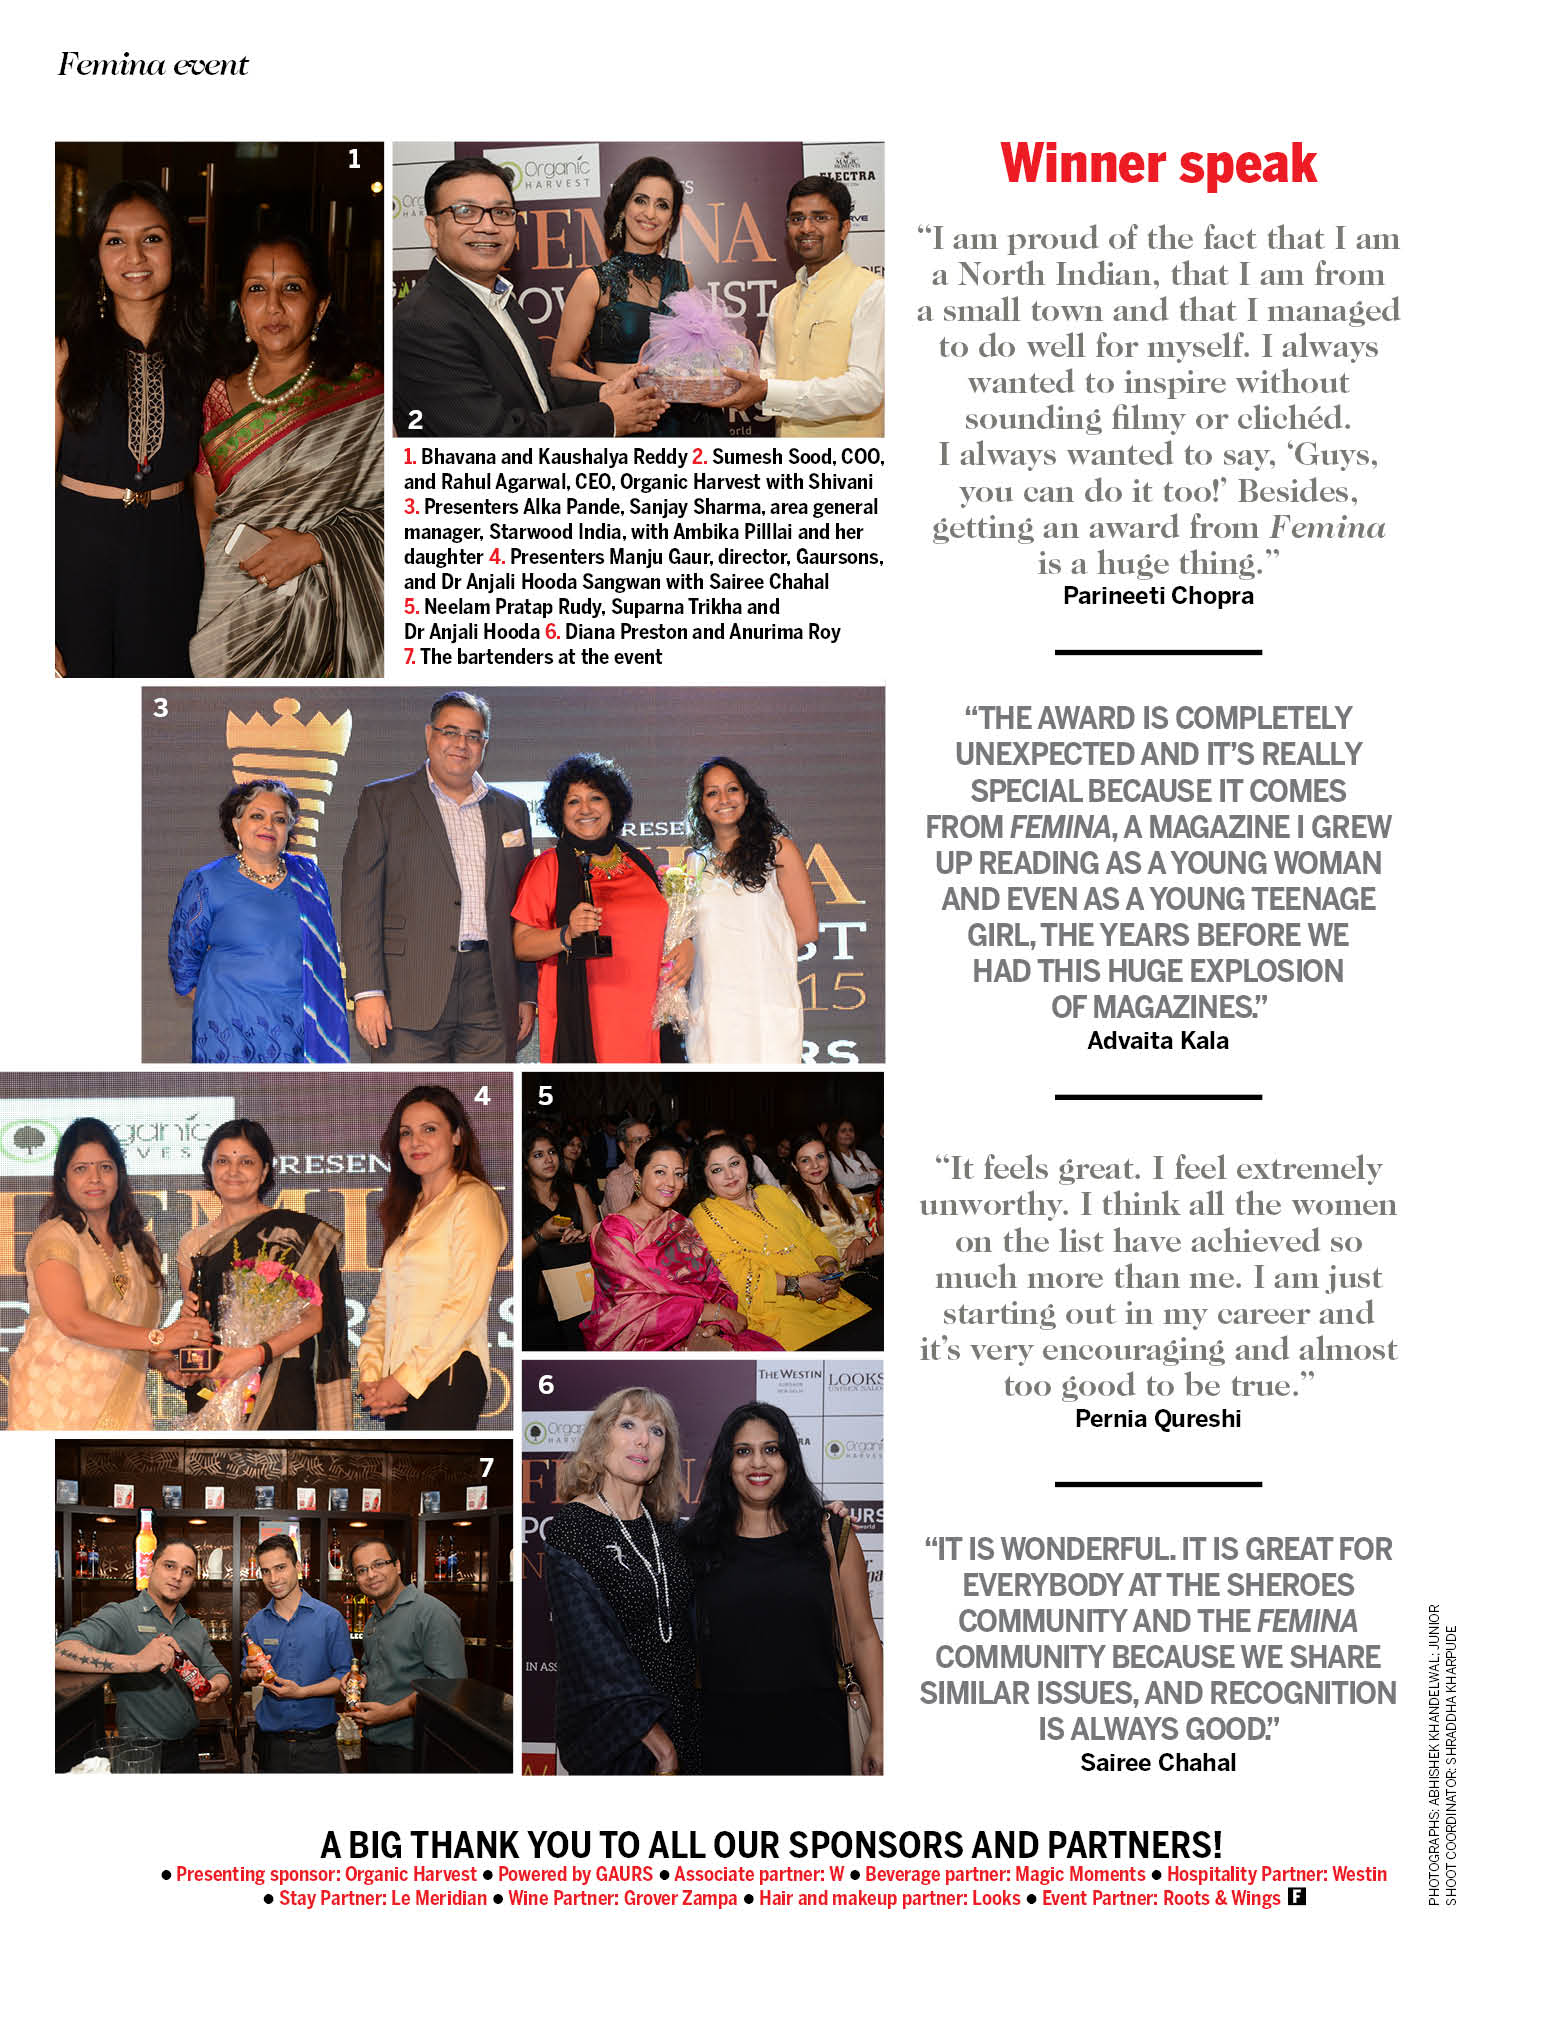 Femina event
1
2
Organic
HARVEST
FEMINA
ELECTRA
1. Bhavana and Kaushalya Reddy 2. Sumesh Sood, COO,
and Rahul Agarwal, CEO, Organic Harvest with Shivani
3. Presenters Alka Pande, Sanjay Sharma, area general
manager, Starwood India, with Ambika Pilllai and her
daughter 4. Presenters Manju Gaur, director, Gaursons,
and Dr Anjali Hooda Sangwan with Sairee Chahal
5. Neelam Pratap Rudy, Suparna Trikha and
Dr Anjali Hooda 6. Diana Preston and Anurima Roy
7. The bartenders at the event
3
4
5
6
THE WESTIN
LOOKS
Organic
HARVEST
7
Winner speak
“I am proud of the fact that I am
a North Indian, that I am from
a small town and that I managed
to do well for myself. I always
wanted to inspire without
sounding filmy or clichéd.
I always wanted to say, ‘Guys,
you can do it too!’ Besides,
getting an award from Femina
is a huge thing.”
Parineeti Chopra
“THE AWARD IS COMPLETELY
UNEXPECTED AND IT’S REALLY
SPECIAL BECAUSE IT COMES
FROM FEMINA, A MAGAZINE I GREW
UP READING AS A YOUNG WOMAN
AND EVEN AS A YOUNG TEENAGE
GIRL, THE YEARS BEFORE WE
HAD THIS HUGE EXPLOSION
OF MAGAZINES.”
Advaita Kala
“It feels great. I feel extremely
unworthy. I think all the women
on the list have achieved so
much more than me. I am just
starting out in my career and
it’s very encouraging and almost
too good to be true.”
Pernia Qureshi
“IT IS WONDERFUL. IT IS GREAT FOR
EVERYBODY AT THE SHEROES
COMMUNITY AND THE FEMINA
COMMUNITY BECAUSE WE SHARE
SIMILAR ISSUES, AND RECOGNITION
IS ALWAYS GOOD.”
Sairee Chahal
PHOTOGRAPHS: ABHISHEK KHANDELWAL; JUNIOR
SHOOT COORDINATOR: SHRADDHA KHARPUDE
A BIG THANK YOU TO ALL OUR SPONSORS AND PARTNERS!
● Presenting sponsor: Organic Harvest ● Powered by GAURS ● Associate partner: W ● Beverage partner: Magic Moments ● Hospitality Partner: Westin
● Stay Partner: Le Meridian ● Wine Partner: Grover Zampa ● Hair and makeup partner: Looks ● Event Partner: Roots & Wings F